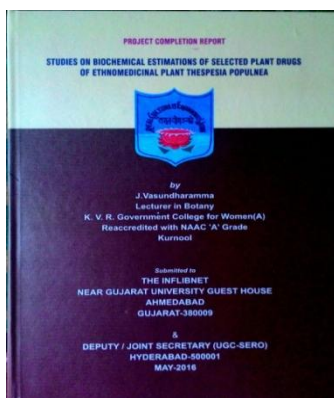 PROJECT COMPLETION REPORT
STUDIES ON BIOCHEMICAL ESTIMATIONS OF SELECTED PLANT DRUGS
OF ETHNOMEDICINAL PLANT THESPESIA POPULNEA
by
J.Vasundharamma
Lecturer in Botany
K. V. R. Government College for Women(A)
Reaccredited with NAAC 'A' Grade
Kurnool
Submitted to
THE INFLIBNET
NEAR GUJARAT UNIVERSITY GUEST HOUSE
AHMEDABAD
GUJARAT-380009
&
DEPUTY / JOINT SECRETARY (UGC-SERO)
HYDERABAD-500001
MAY-2016